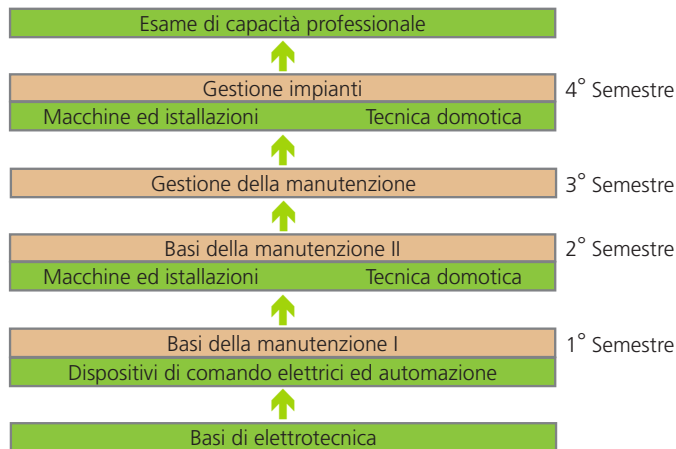 Esame di capacità professionale
Gestione impianti 4° Semestre
Macchine ed istallazioni Tecnica domotica
Gestione della manutenzione 3° Semestre
Basi della manutenzione II 2° Semestre
Macchine ed istallazioni Tecnica domotica
Basi della manutenzione I 1° Semestre
Dispositivi di comando elettrici ed automazione
Basi di elettrotecnica